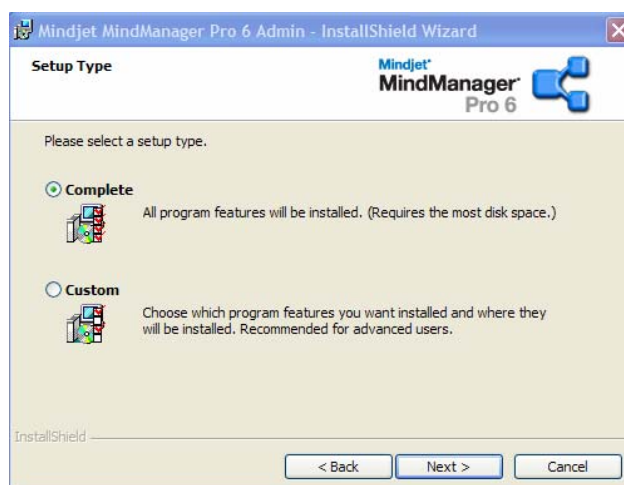 Mindjet MindManager Pro 6 Admin - InstallShield Wizard
Setup Type
Mindjet®
MindManager®
Pro 6
Please select a setup type.
Complete
All program features will be installed. (Requires the most disk space.)
Custom
Choose which program features you want installed and where they
will be installed. Recommended for advanced users.
InstallShield
< Back
Next >
Cancel